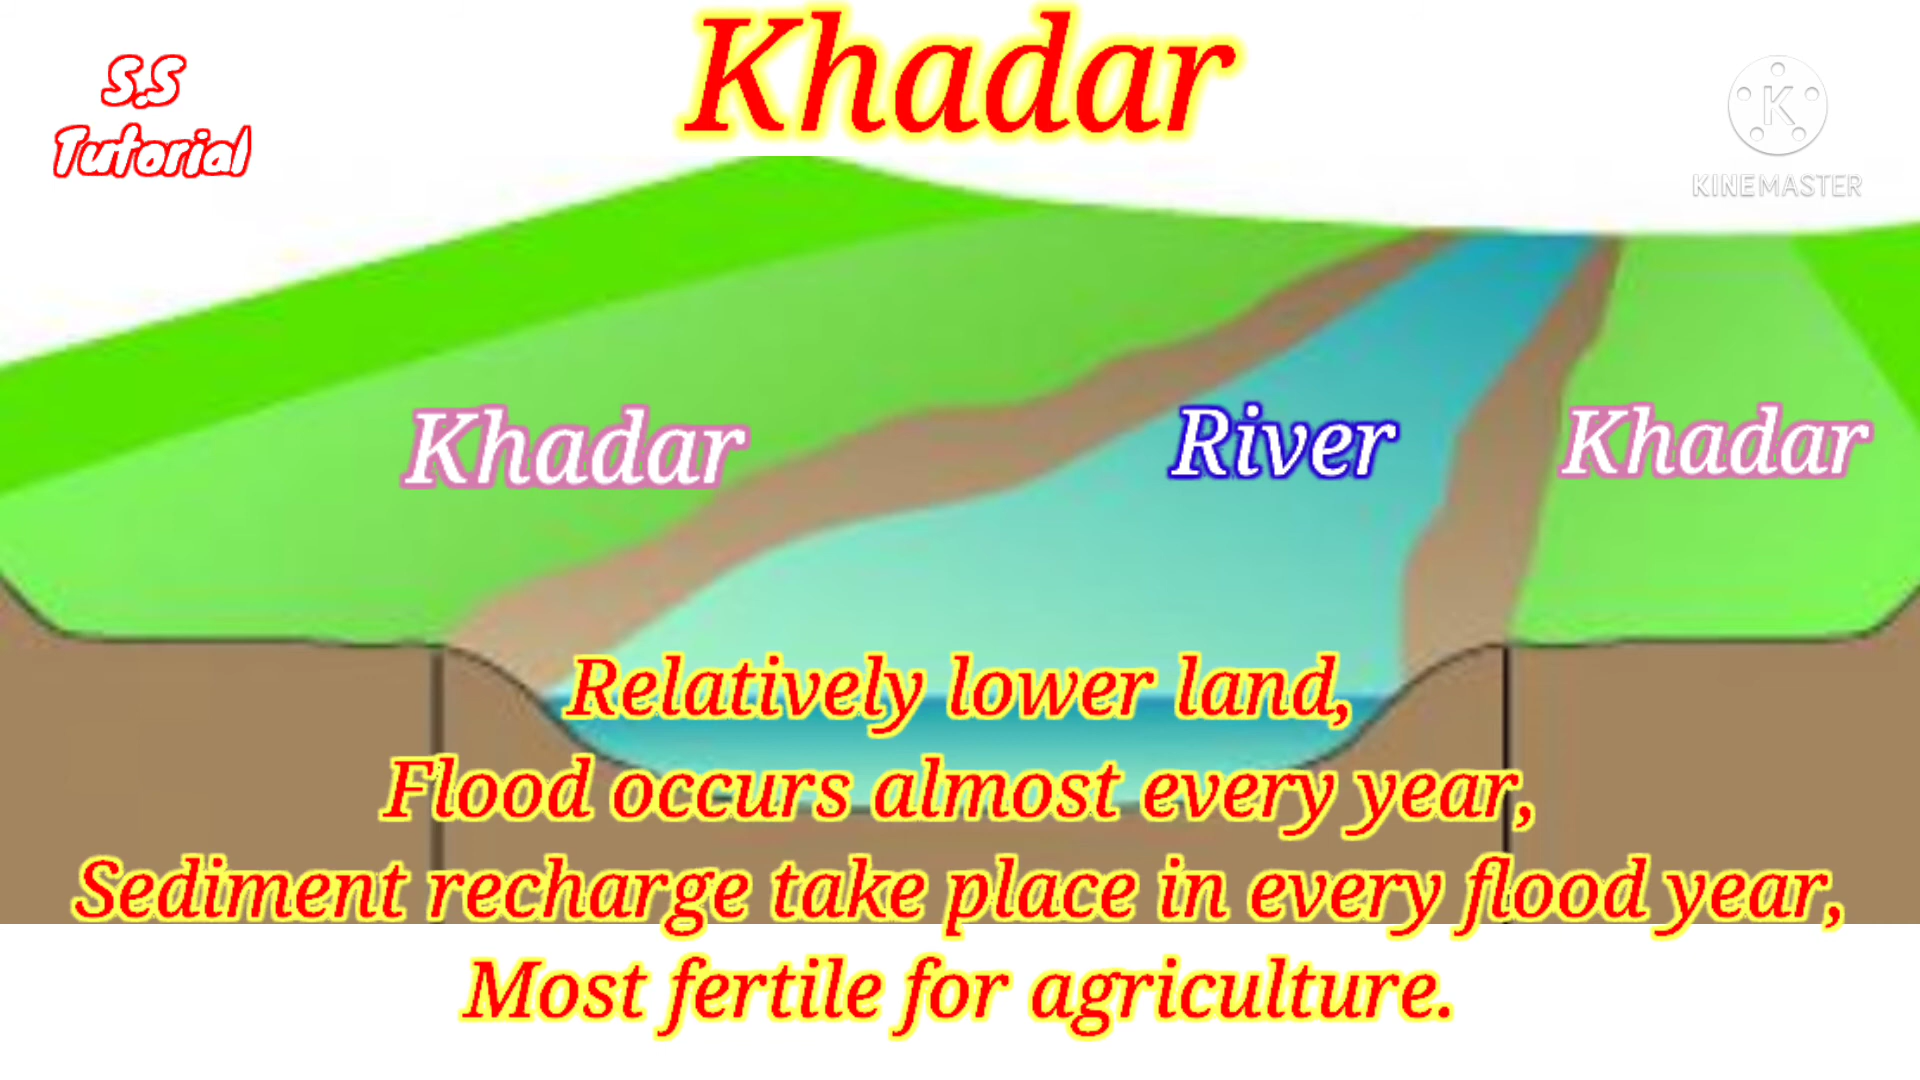 Khadar
S.S
Tutorial
KINEMASTER
Khadar
River
Khadar
Relatively lower land,
Flood occurs almost every year,
Sediment recharge take place in every flood year,
Most fertile for agriculture.